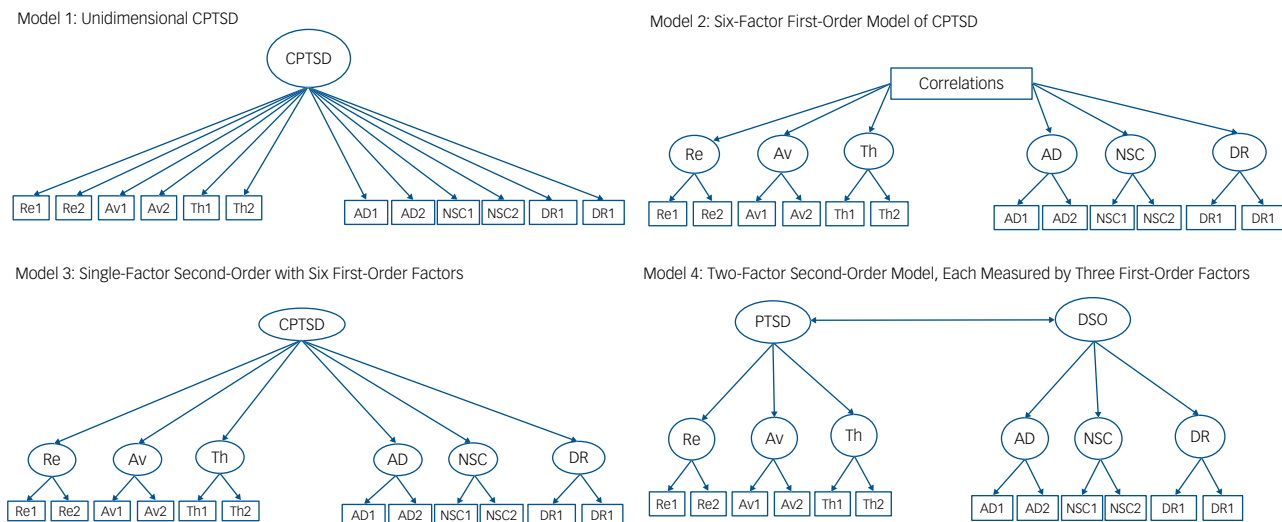 Model 1: Unidimensional CPTSD
CPTSD
Re1 Re2 Av1 Av2 Th1 Th2 AD1 AD2 NSC1 NSC2 DR1 DR1
Model 2: Six-Factor First-Order Model of CPTSD
Correlations
Re Av Th AD NSC DR
Re1 Re2 Av1 Av2 Th1 Th2 AD1 AD2 NSC1 NSC2 DR1 DR1
Model 3: Single-Factor Second-Order with Six First-Order Factors
CPTSD
Re Av Th AD NSC DR
Re1 Re2 Av1 Av2 Th1 Th2 AD1 AD2 NSC1 NSC2 DR1 DR1
Model 4: Two-Factor Second-Order Model, Each Measured by Three First-Order Factors
PTSD DSO
Re Av Th AD NSC DR
Re1 Re2 Av1 Av2 Th1 Th2 AD1 AD2 NSC1 NSC2 DR1 DR1